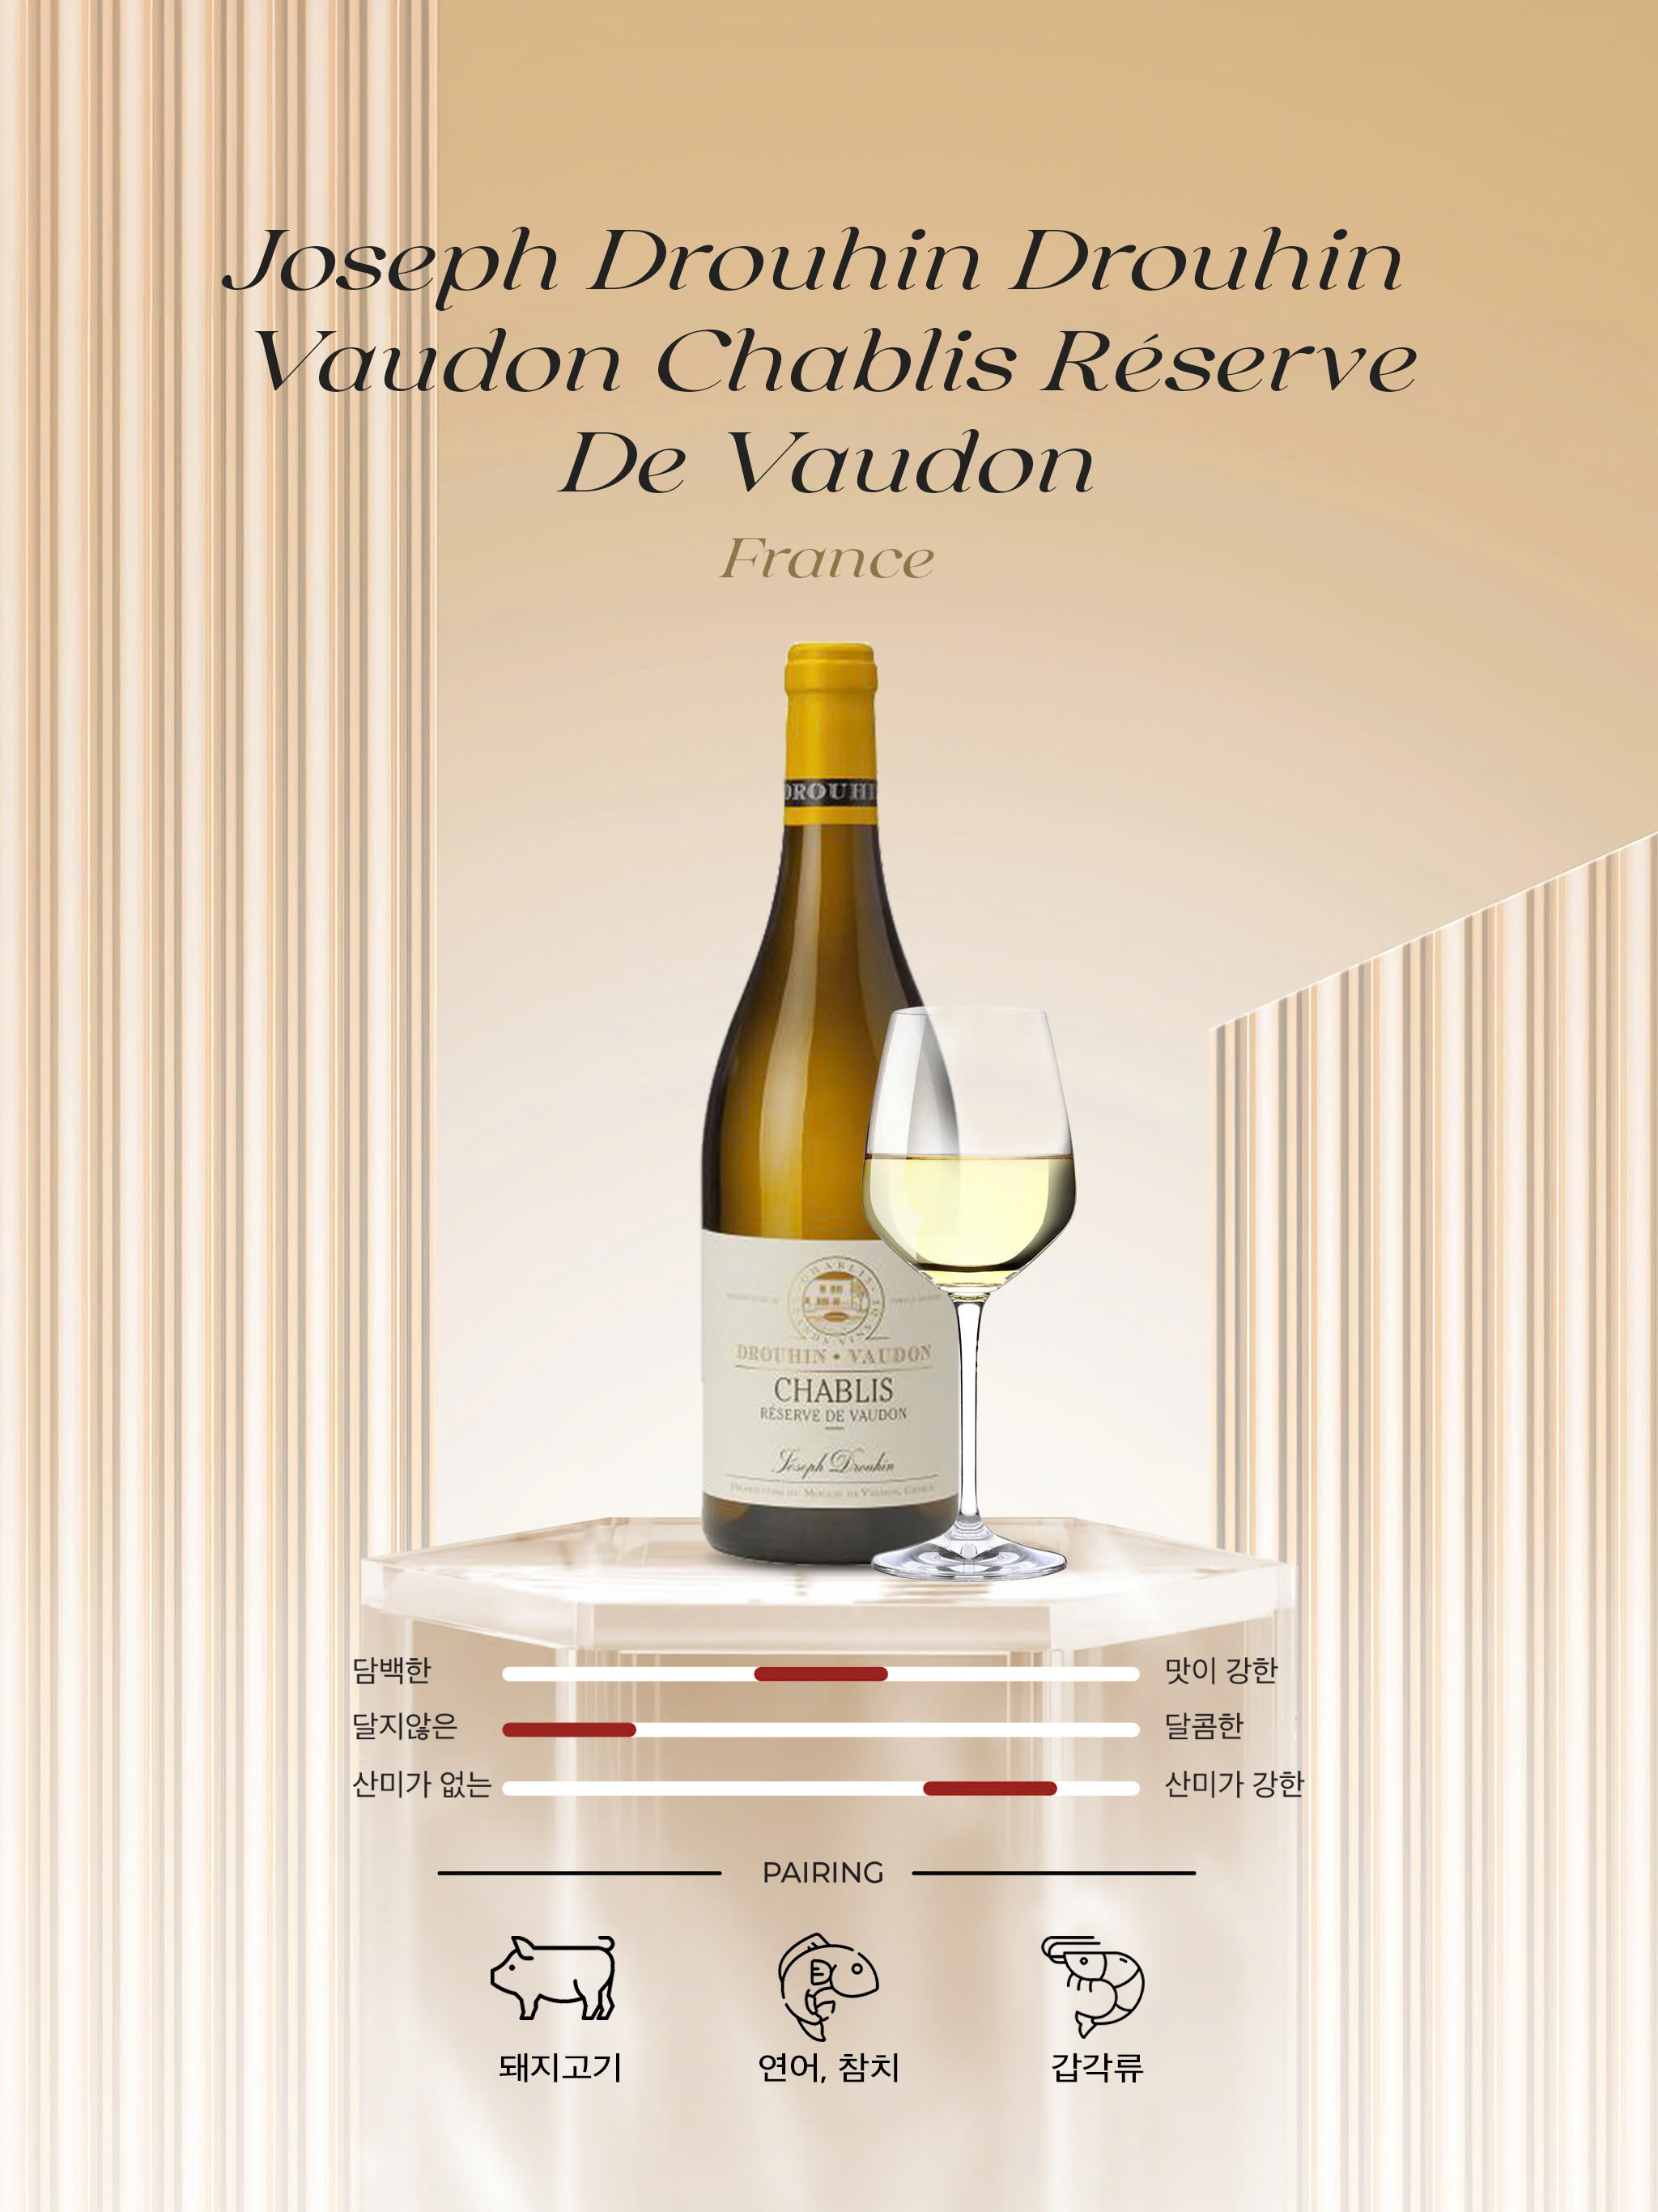 Joseph Drouhin Drouhin
Vaudon Chablis Réserve
De Vaudon
France
DROUHI
CHABLIS
DROUHIN • VAUDON
CHABLIS
RÉSERVE DE VAUDON
Joseph Drouhin
담백한 맛이 강한
달지않은 달콤한
산미가 없는 산미가 강한
PAIRING
돼지고기 연어, 참치 갑각류